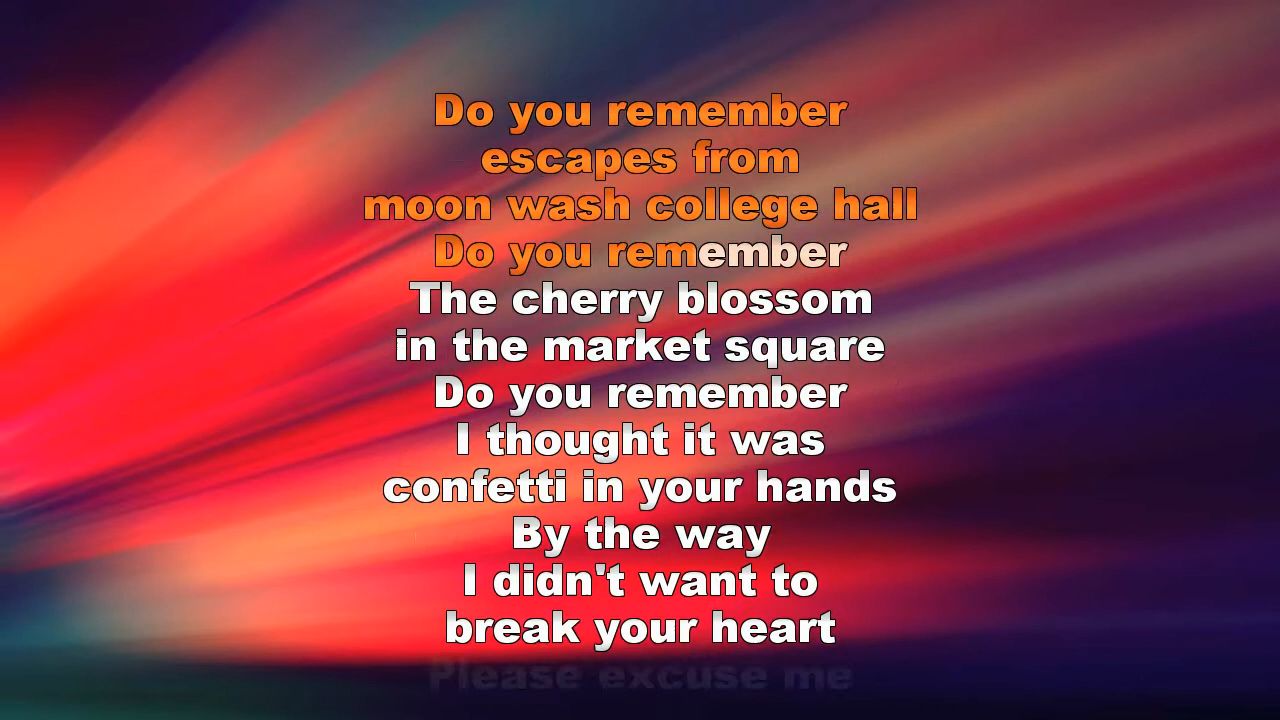 Do you remember
escapes from
moon wash college hall
Do you remember
The cherry blossom
in the market square
Do you remember
I thought it was
confetti in your hands
By the way
I didn't want to
break your heart
Please excuse me